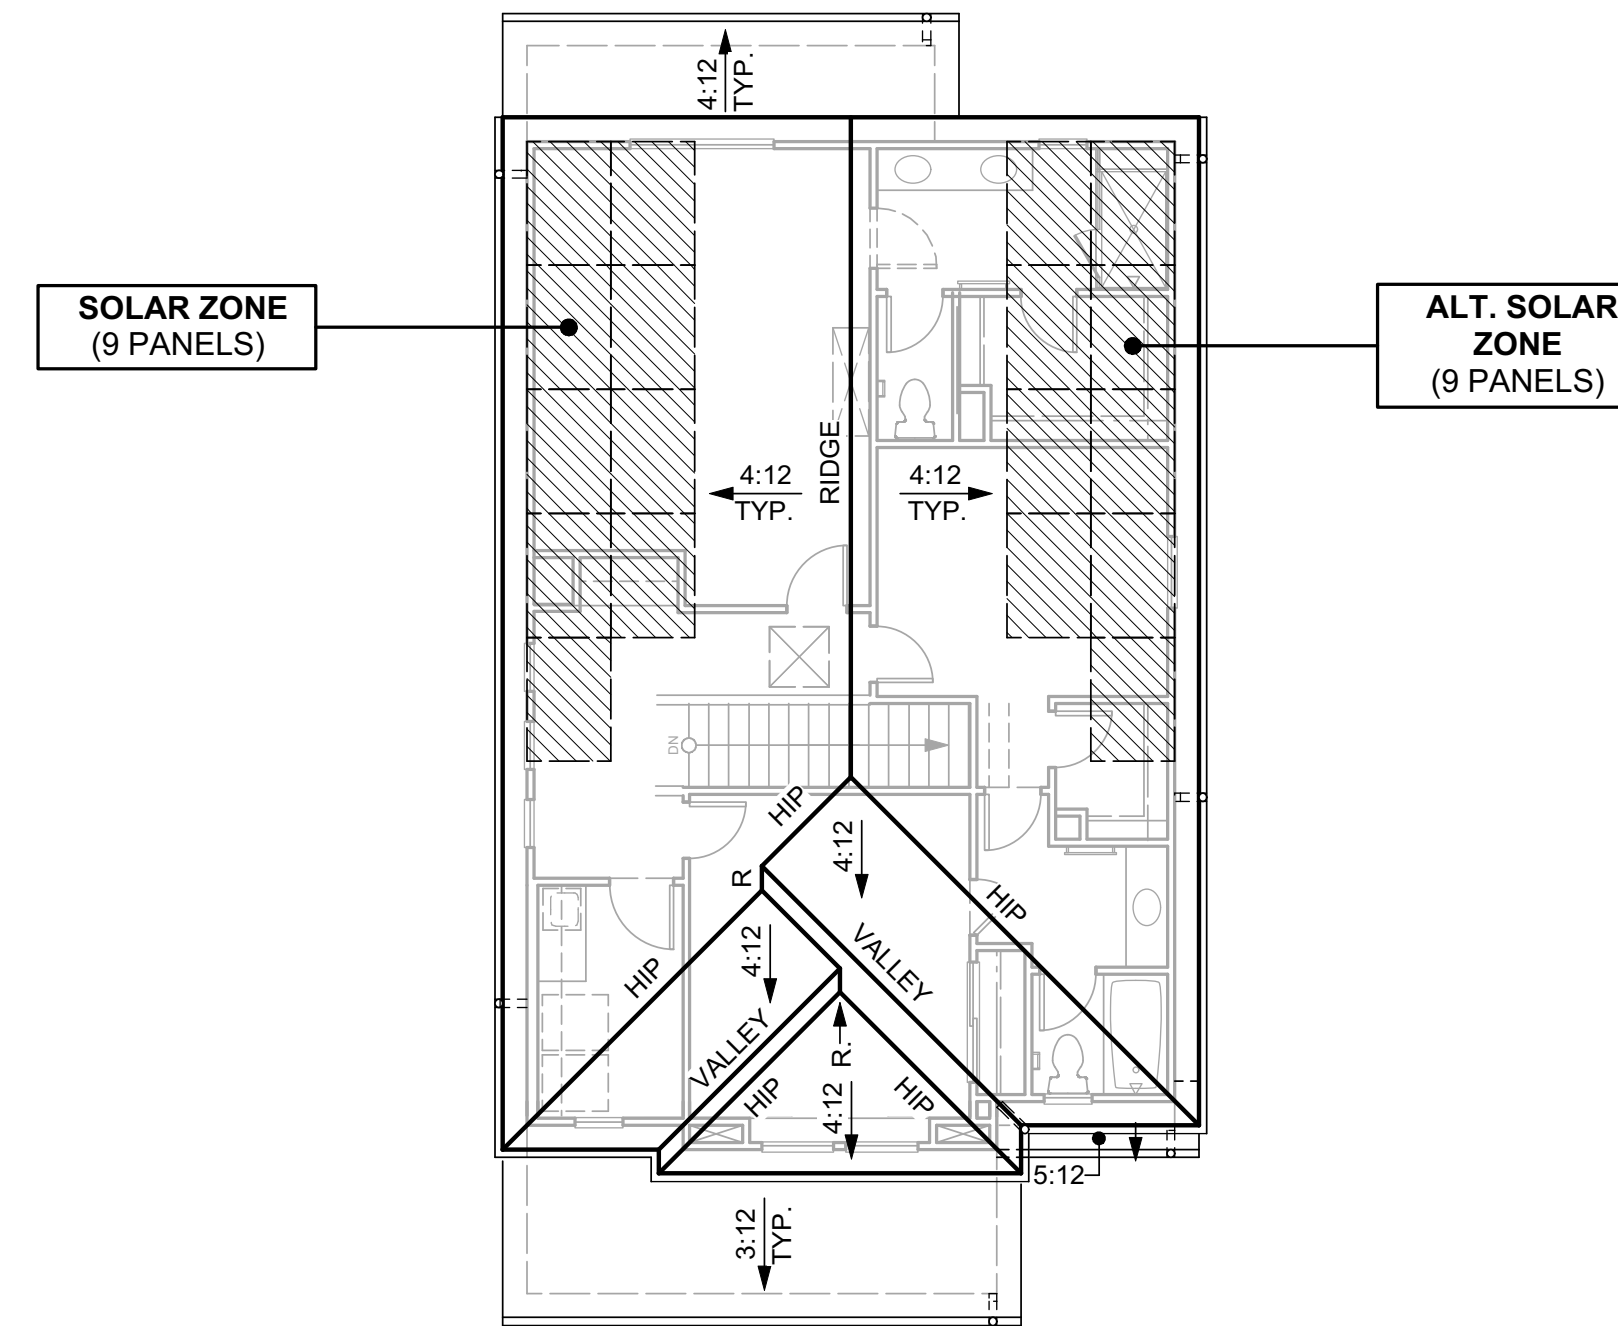 4:12
TYP.
SOLAR ZONE
(9 PANELS)
ALT. SOLAR
ZONE
(9 PANELS)
RIDGE
4:12
TYP.
4:12
TYP.
DN
HIP
4:12
R
HIP
4:12
VALLEY
HIP
VALLEY
R.
HIP
4:12
HIP
5:12
3:12
TYP.